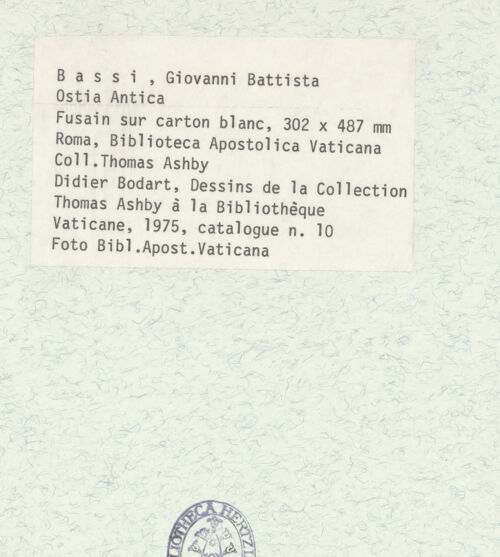 B a s s i , Giovanni Battista
Ostia Antica
Fusain sur carton blanc, 302 x 487 mm
Roma, Biblioteca Apostolica Vaticana
Coll.Thomas Ashby
Didier Bodart, Dessins de la Collection
Thomas Ashby à la Bibliothèque
Vaticane, 1975, catalogue n. 10
Foto Bibl.Apost.Vaticana